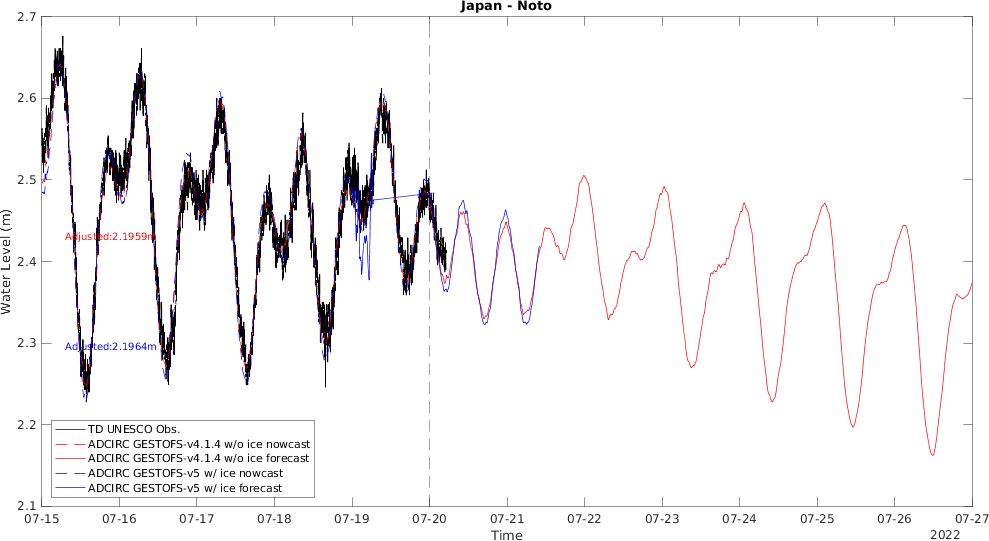 Japan - Noto
2.7
2.6
2.5
2.4
2.3
2.2
2.1
Water Level (m)
Adjusted:2.1959m
Adjusted:2.1964m
TD UNESCO Obs.
ADCIRC GESTOFS-v4.1.4 w/o ice nowcast
ADCIRC GESTOFS-v4.1.4 w/o ice forecast
ADCIRC GESTOFS-v5 w/ ice nowcast
ADCIRC GESTOFS-v5 w/ ice forecast
07-15 07-16 07-17 07-18 07-19 07-20 07-21 07-22 07-23 07-24 07-25 07-26 07-27
Time
2022